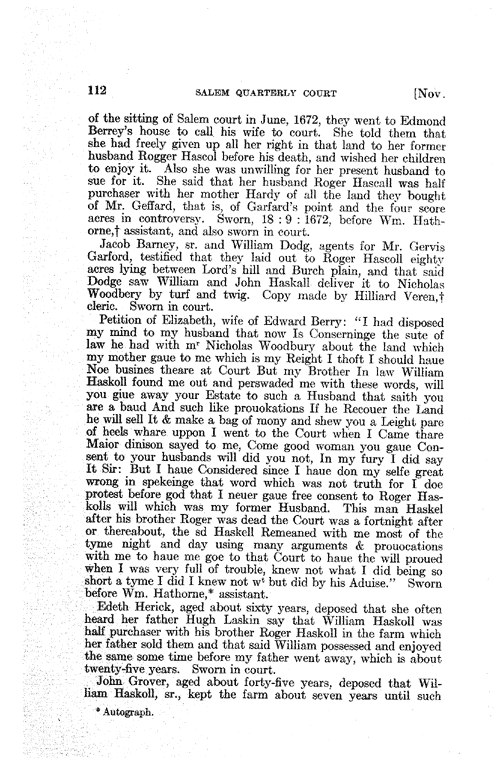 112 SALEM QUARTERLY COURT [Nov.
of the sitting of Salem court in June, 1672, they went to Edmond
Berrey's house to call his wife to court. She told them that
she had freely given up all her right in that land to her former
husband Rogger Hascol before his death, and wished her children
to enjoy it. Also she was unwilling for her present husband to
sue for it. She said that her husband Roger Hascall was half
purchaser with her mother Hardy of all the land they bought
of Mr. Geffard, that is, of Garfard's point and the four score
acres in controversy. Sworn, 18 : 9 : 1672, before Wm. Hath-
orne,† assistant, and also sworn in court.
Jacob Barney, sr. and William Dodg, agents for Mr. Gervis
Garford, testified that they laid out to Roger Hascoll eighty
acres lying between Lord's hill and Burch plain, and that said
Dodge saw William and John Haskall deliver it to Nicholas
Woodbery by turf and twig. Copy made by Hilliard Veren,†
cleric. Sworn in court.
Petition of Elizabeth, wife of Edward Berry: "I had disposed
my mind to my husband that now Is Conserninge the sute of
law he had with mʳ Nicholas Woodbury about the land which
my mother gaue to me which is my Reight I thoft I should haue
Noe busines theare at Court But my Brother In law William
Haskoll found me out and perswaded me with these words, will
you giue away your Estate to such a Husband that saith you
are a baud And such like prouokations If he Recouer the Land
he will sell It & make a bag of mony and shew you a Leight pare
of heels whare uppon I went to the Court when I Came thare
Maior dinison sayed to me, Come good woman you gaue Con-
sent to your husbands will did you not, In my fury I did say
It Sir: But I haue Considered since I haue don my selfe great
wrong in spekeinge that word which was not truth for I doe
protest before god that I neuer gaue free consent to Roger Has-
kolls will which was my former Husband. This man Haskel
after his brother Roger was dead the Court was a fortnight after
or thereabout, the sd Haskell Remeaned with me most of the
tyme night and day using many arguments & prouocations
with me to haue me goe to that Court to haue the will proued
when I was very full of trouble, knew not what I did being so
short a tyme I did I knew not wᵗ but did by his Aduise." Sworn
before Wm. Hathorne,* assistant.
Edeth Herick, aged about sixty years, deposed that she often
heard her father Hugh Laskin say that William Haskoll was
half purchaser with his brother Roger Haskoll in the farm which
her father sold them and that said William possessed and enjoyed
the same some time before my father went away, which is about
twenty-five years. Sworn in court.
John Grover, aged about forty-five years, deposed that Wil-
liam Haskoll, sr., kept the farm about seven years until such
* Autograph.